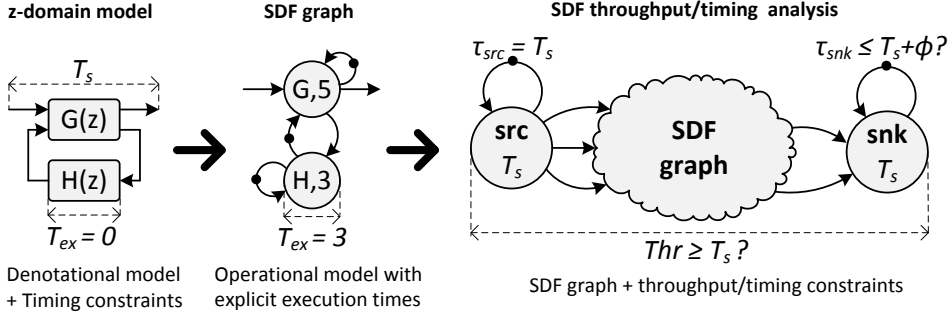 z-domain model
SDF graph
SDF throughput/timing analysis
T_s
G(z)
H(z)
T_ex = 0
Denotational model
+ Timing constraints
G,5
H,3
T_ex = 3
Operational model with
explicit execution times
τ_src = T_s
τ_snk ≤ T_s+ϕ?
src
T_s
SDF
graph
snk
T_s
Thr ≥ T_s ?
SDF graph + throughput/timing constraints